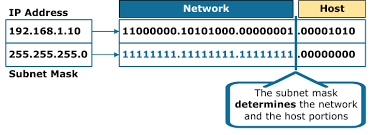 IP Address
Network
Host
192.168.1.10
11000000.10101000.00000001
.00001010
255.255.255.0
11111111.11111111.11111111
.00000000
Subnet Mask
The subnet mask
determines the network
and the host portions